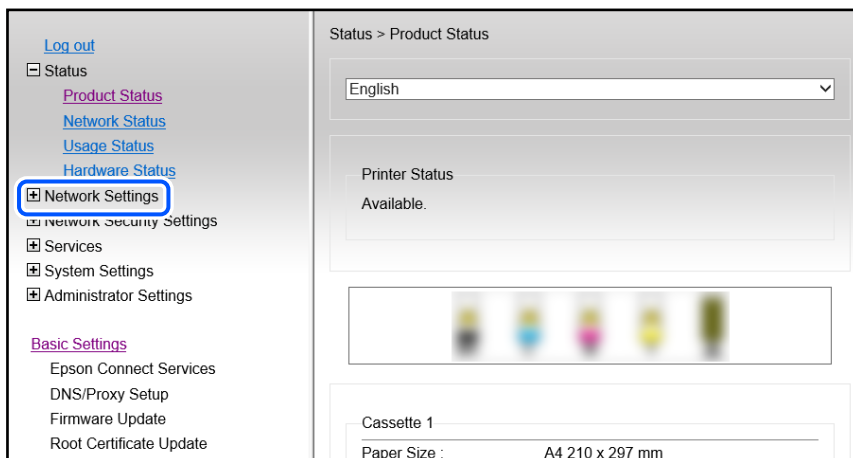 Log out
Status
Product Status
Network Status
Usage Status
Hardware Status
Network Settings
Network Security Settings
Services
System Settings
Administrator Settings
Basic Settings
Epson Connect Services
DNS/Proxy Setup
Firmware Update
Root Certificate Update
Status > Product Status
English
Printer Status
Available.
Cassette 1
Paper Size : A4 210 x 297 mm